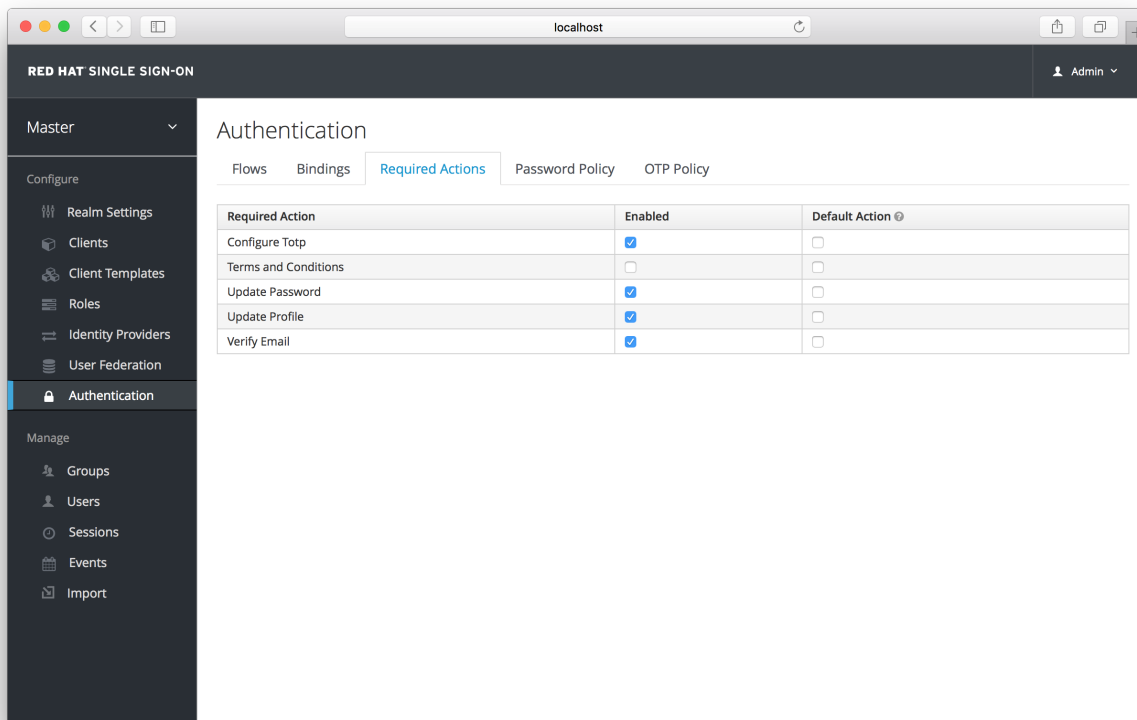 localhost
RED HAT SINGLE SIGN-ON
Admin
Master
Configure
Realm Settings
Clients
Client Templates
Roles
Identity Providers
User Federation
Authentication
Manage
Groups
Users
Sessions
Events
Import
Authentication
Flows Bindings Required Actions Password Policy OTP Policy
Required Action Enabled Default Action
Configure Totp
Terms and Conditions
Update Password
Update Profile
Verify Email